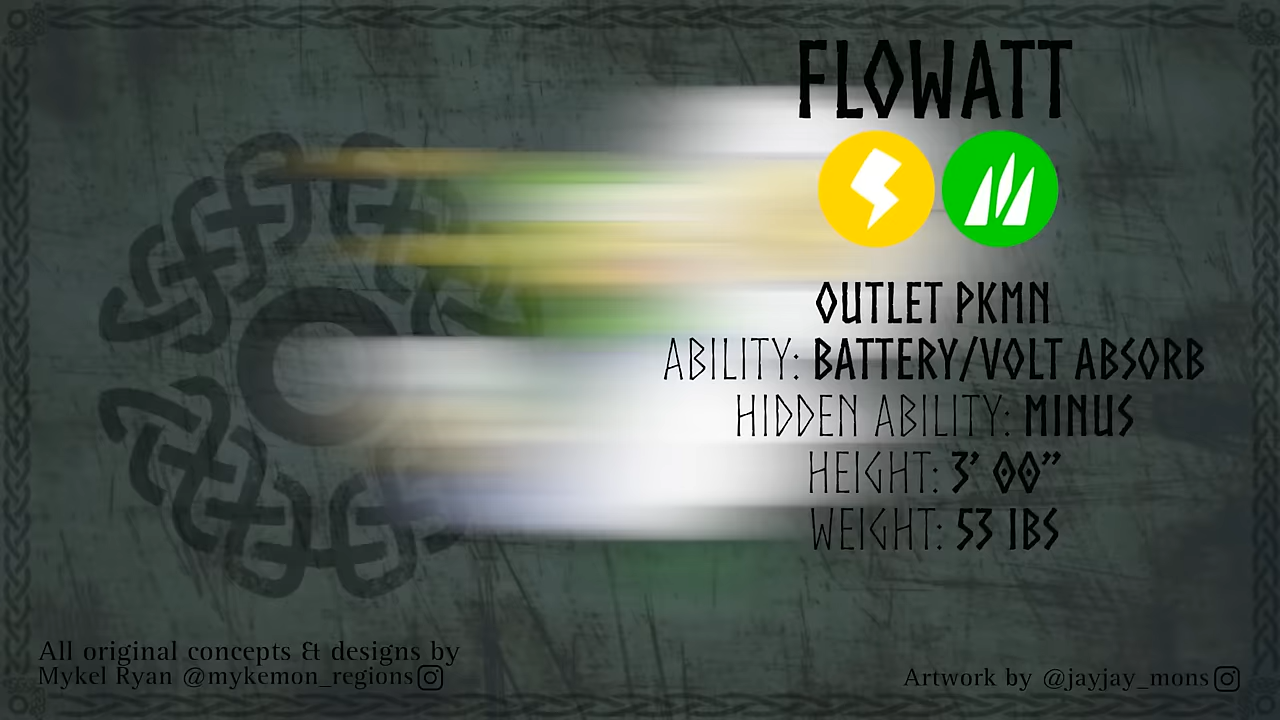 FLOWATT
OUTLET PKMN
ABILITY: BATTERY/VOLT ABSORB
HIDDEN ABILITY: MINUS
HEIGHT: 3' 00"
WEIGHT: 53 lBS
All original concepts & designs by
Mykel Ryan @mykemon_regions
Artwork by @jayjay_mons